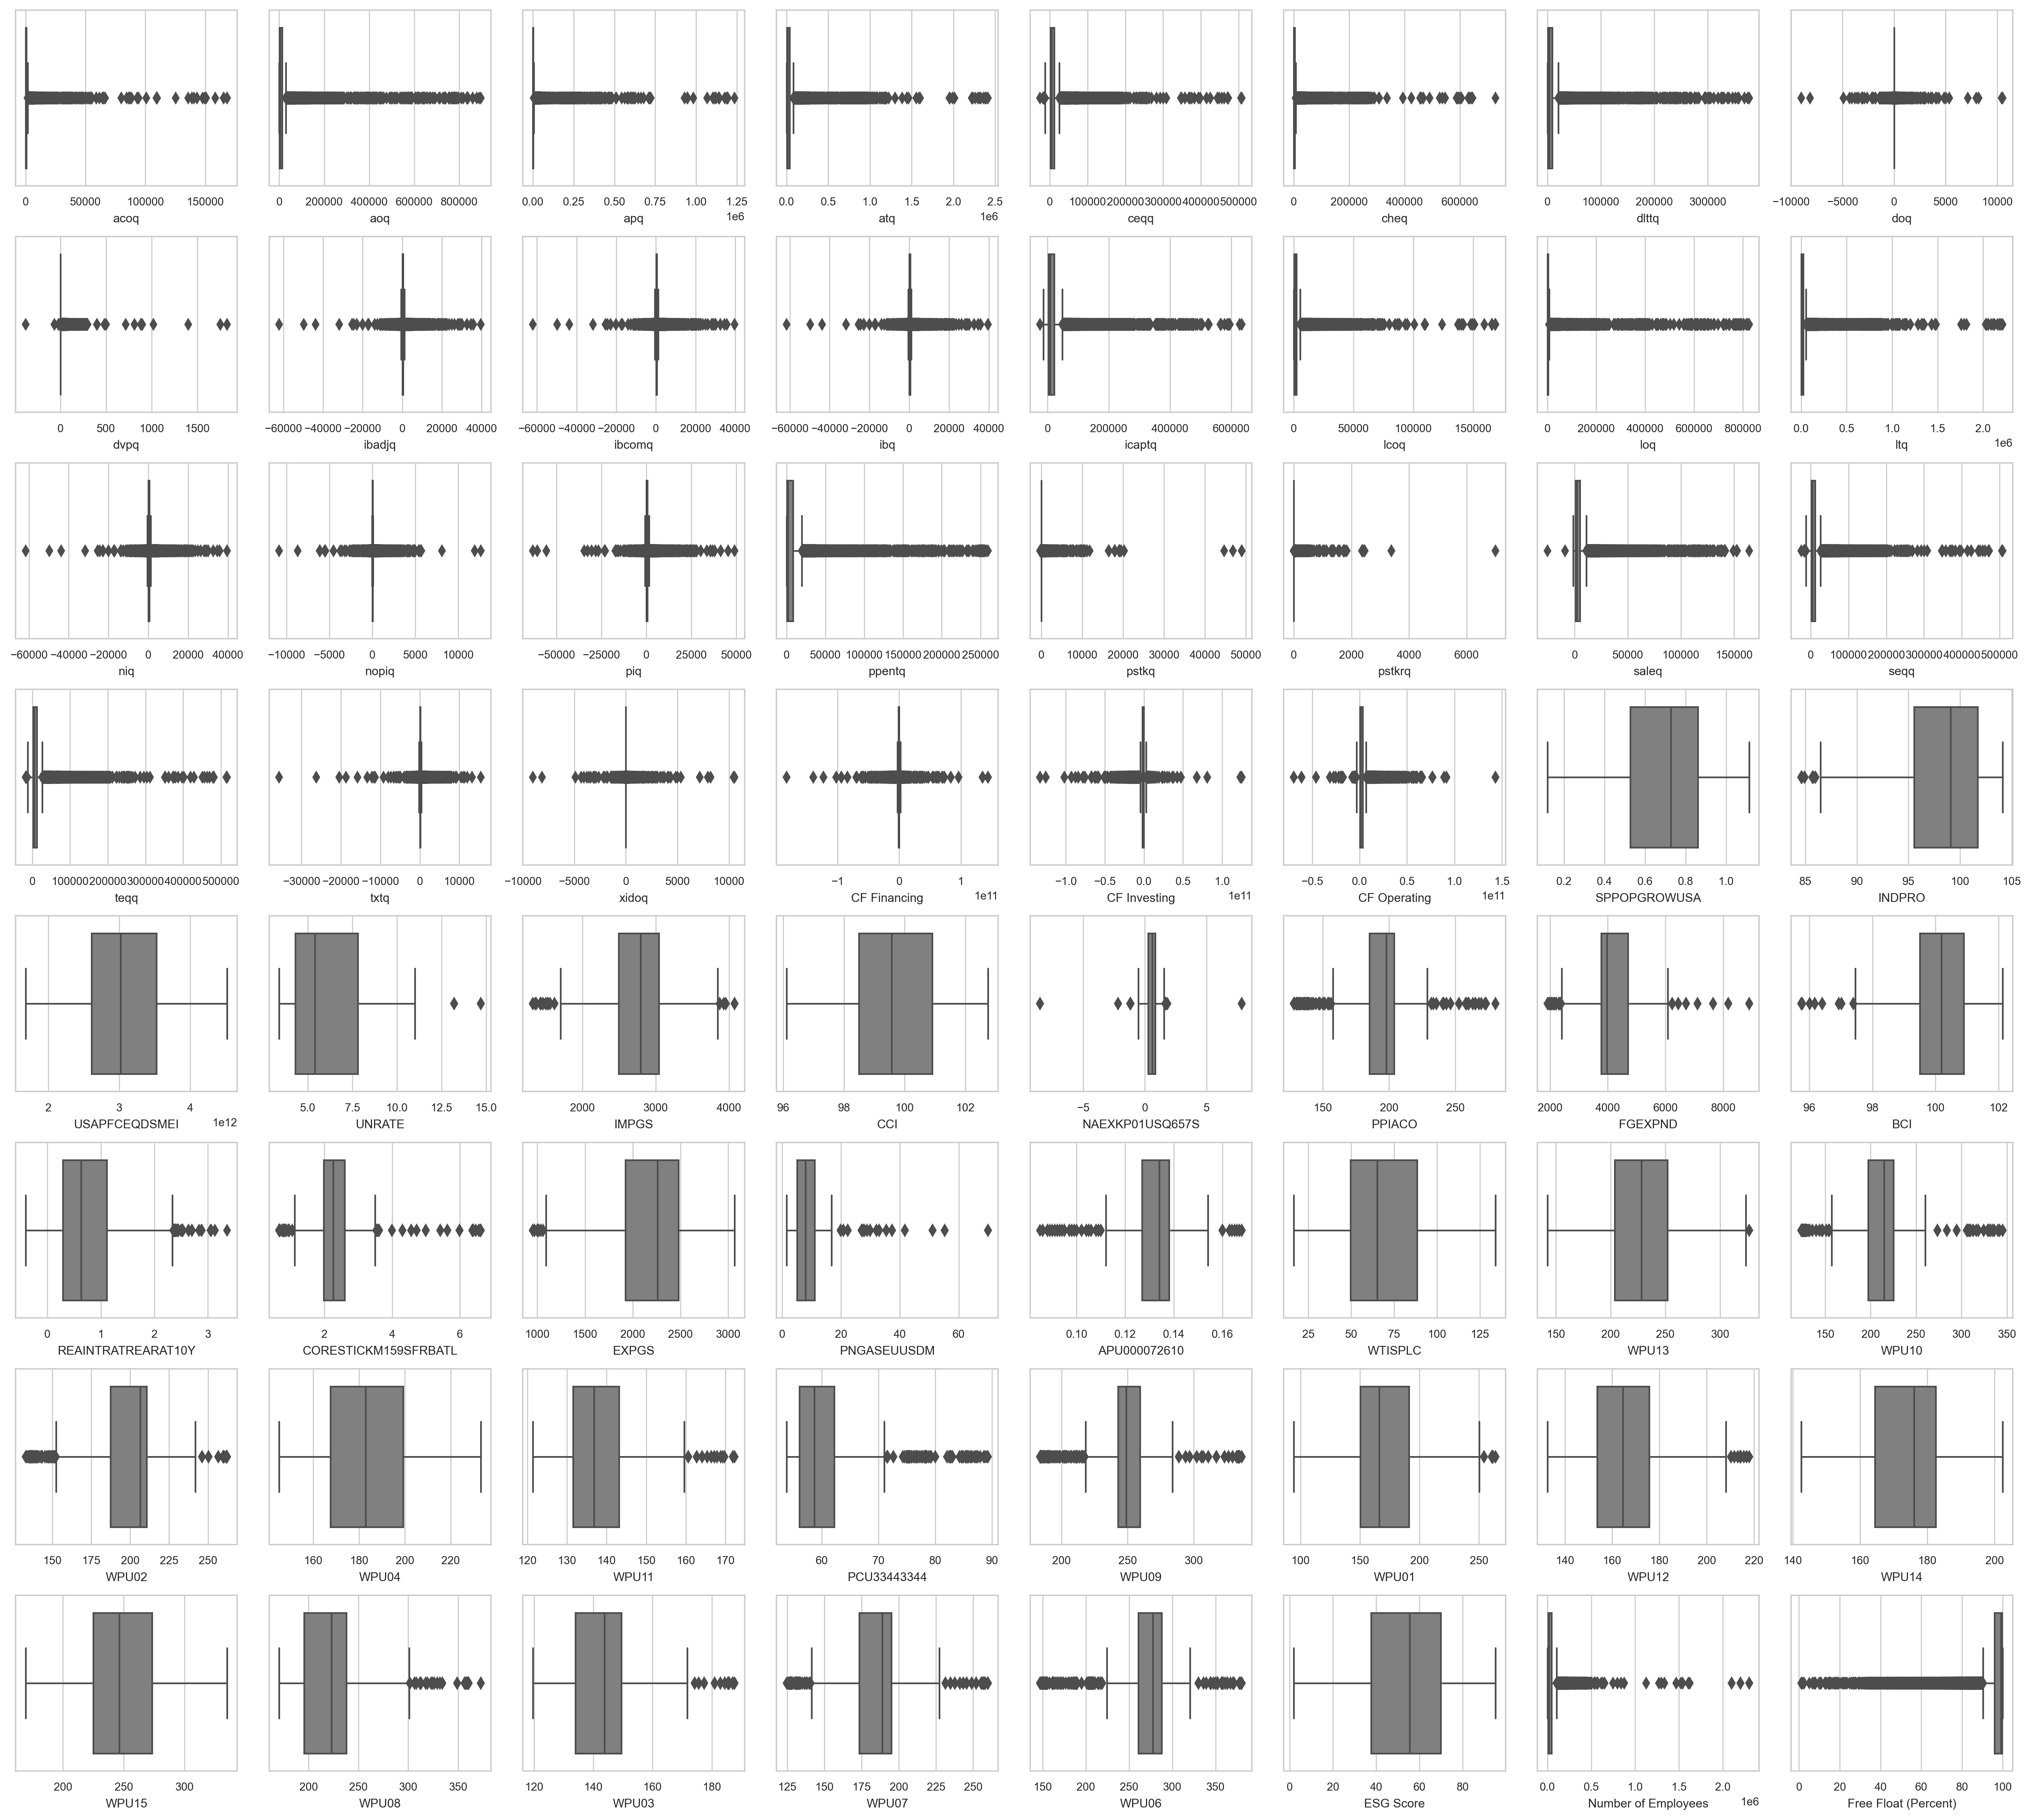 0 50000 100000 150000
acoq
0 200000 400000 600000 800000
aoq
0.00 0.25 0.50 0.75 1.00 1.25
apq 1e6
0.0 0.5 1.0 1.5 2.0 2.5
atq 1e6
0 100000 200000 300000 400000 500000
ceqq
0 200000 400000 600000
cheq
0 100000 200000 300000
dlttq
−10000 −5000 0 5000 10000
doq
0 500 1000 1500
dvpq
−60000 −40000 −20000 0 20000 40000
ibadjq
−60000 −40000 −20000 0 20000 40000
ibcomq
−60000 −40000 −20000 0 20000 40000
ibq
0 200000 400000 600000
icaptq
0 50000 100000 150000
lcoq
0 200000 400000 600000 800000
loq
0.0 0.5 1.0 1.5 2.0
ltq 1e6
−60000 −40000 −20000 0 20000 40000
niq
−10000 −5000 0 5000 10000
nopiq
−50000 −25000 0 25000 50000
piq
0 50000 100000 150000 200000 250000
ppentq
0 10000 20000 30000 40000 50000
pstkq
0 2000 4000 6000
pstkrq
0 50000 100000 150000
saleq
0 100000 200000 300000 400000 500000
seqq
0 100000 200000 300000 400000 500000
teqq
−30000 −20000 −10000 0 10000
txtq
−10000 −5000 0 5000 10000
xidoq
−1 0 1
CF Financing 1e11
−1.0 −0.5 0.0 0.5 1.0
CF Investing 1e11
−0.5 0.0 0.5 1.0 1.5
CF Operating 1e11
0.2 0.4 0.6 0.8 1.0
SPPOPGROWUSA
85 90 95 100 105
INDPRO
2 3 4
USAPFCEQDSMEI 1e12
5.0 7.5 10.0 12.5 15.0
UNRATE
2000 3000 4000
IMPGS
96 98 100 102
CCI
−5 0 5
NAEXKP01USQ657S
150 200 250
PPIACO
2000 4000 6000 8000
FGEXPND
96 98 100 102
BCI
0 1 2 3
REAINTRATREARAT10Y
2 4 6
CORESTICKM159SFRBATL
1000 1500 2000 2500 3000
EXPGS
0 20 40 60
PNGASEUUSDM
0.10 0.12 0.14 0.16
APU000072610
25 50 75 100 125
WTISPLC
150 200 250 300
WPU13
150 200 250 300 350
WPU10
150 175 200 225 250
WPU02
160 180 200 220
WPU04
120 130 140 150 160 170
WPU11
60 70 80 90
PCU33443344
200 250 300
WPU09
100 150 200 250
WPU01
140 160 180 200 220
WPU12
140 160 180 200
WPU14
200 250 300
WPU15
200 250 300 350
WPU08
120 140 160 180
WPU03
125 150 175 200 225 250
WPU07
150 200 250 300 350
WPU06
0 20 40 60 80
ESG Score
0.0 0.5 1.0 1.5 2.0
Number of Employees 1e6
0 20 40 60 80 100
Free Float (Percent)